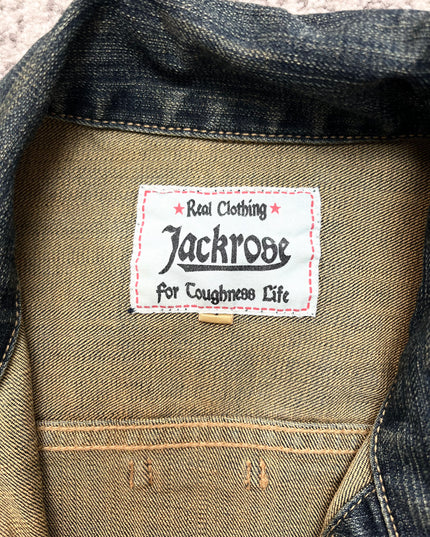 ★Real Clothing★
Jackrose
For Toughness Life